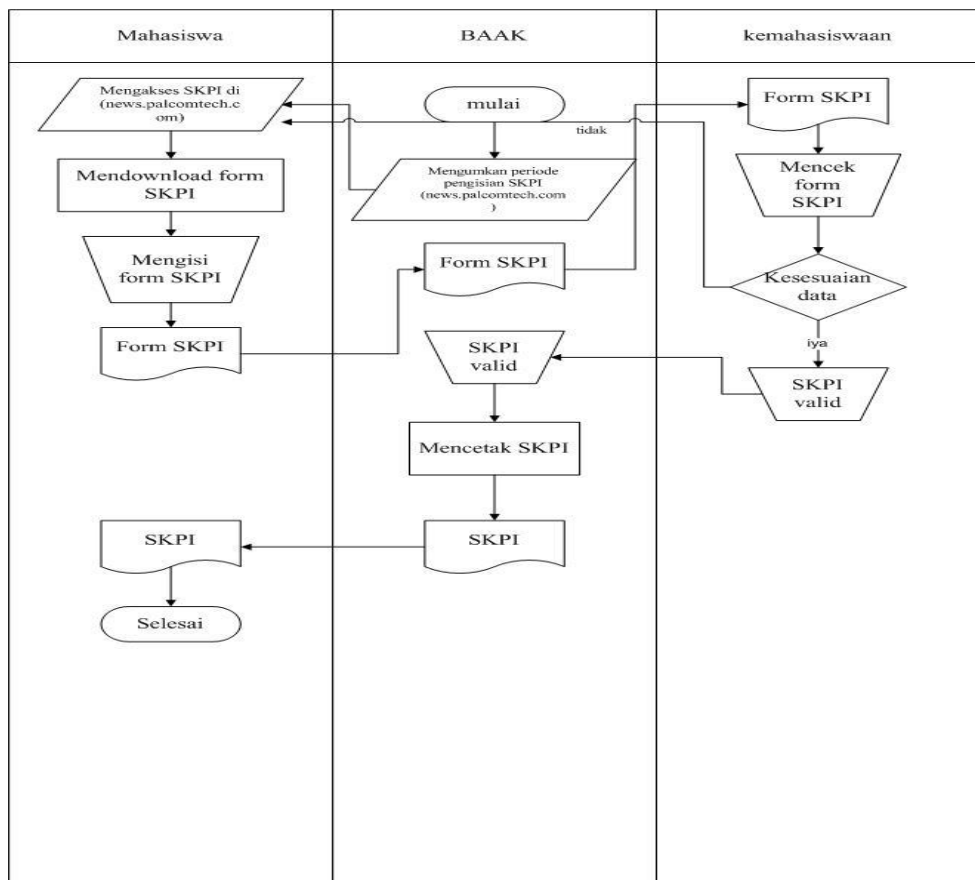 Mahasiswa
BAAK
kemahasiswaan
Mengakses SKPI di
(news.palcomtech.c
om)
Mendownload form
SKPI
Mengisi
form SKPI
Form SKPI
SKPI
Selesai
mulai
Mengumkan periode
pengisian SKPI
(news.palcomtech.com
)
Form SKPI
SKPI
valid
Mencetak SKPI
SKPI
tidak
Form SKPI
Mencek
form
SKPI
Kesesuaian
data
iya
SKPI
valid